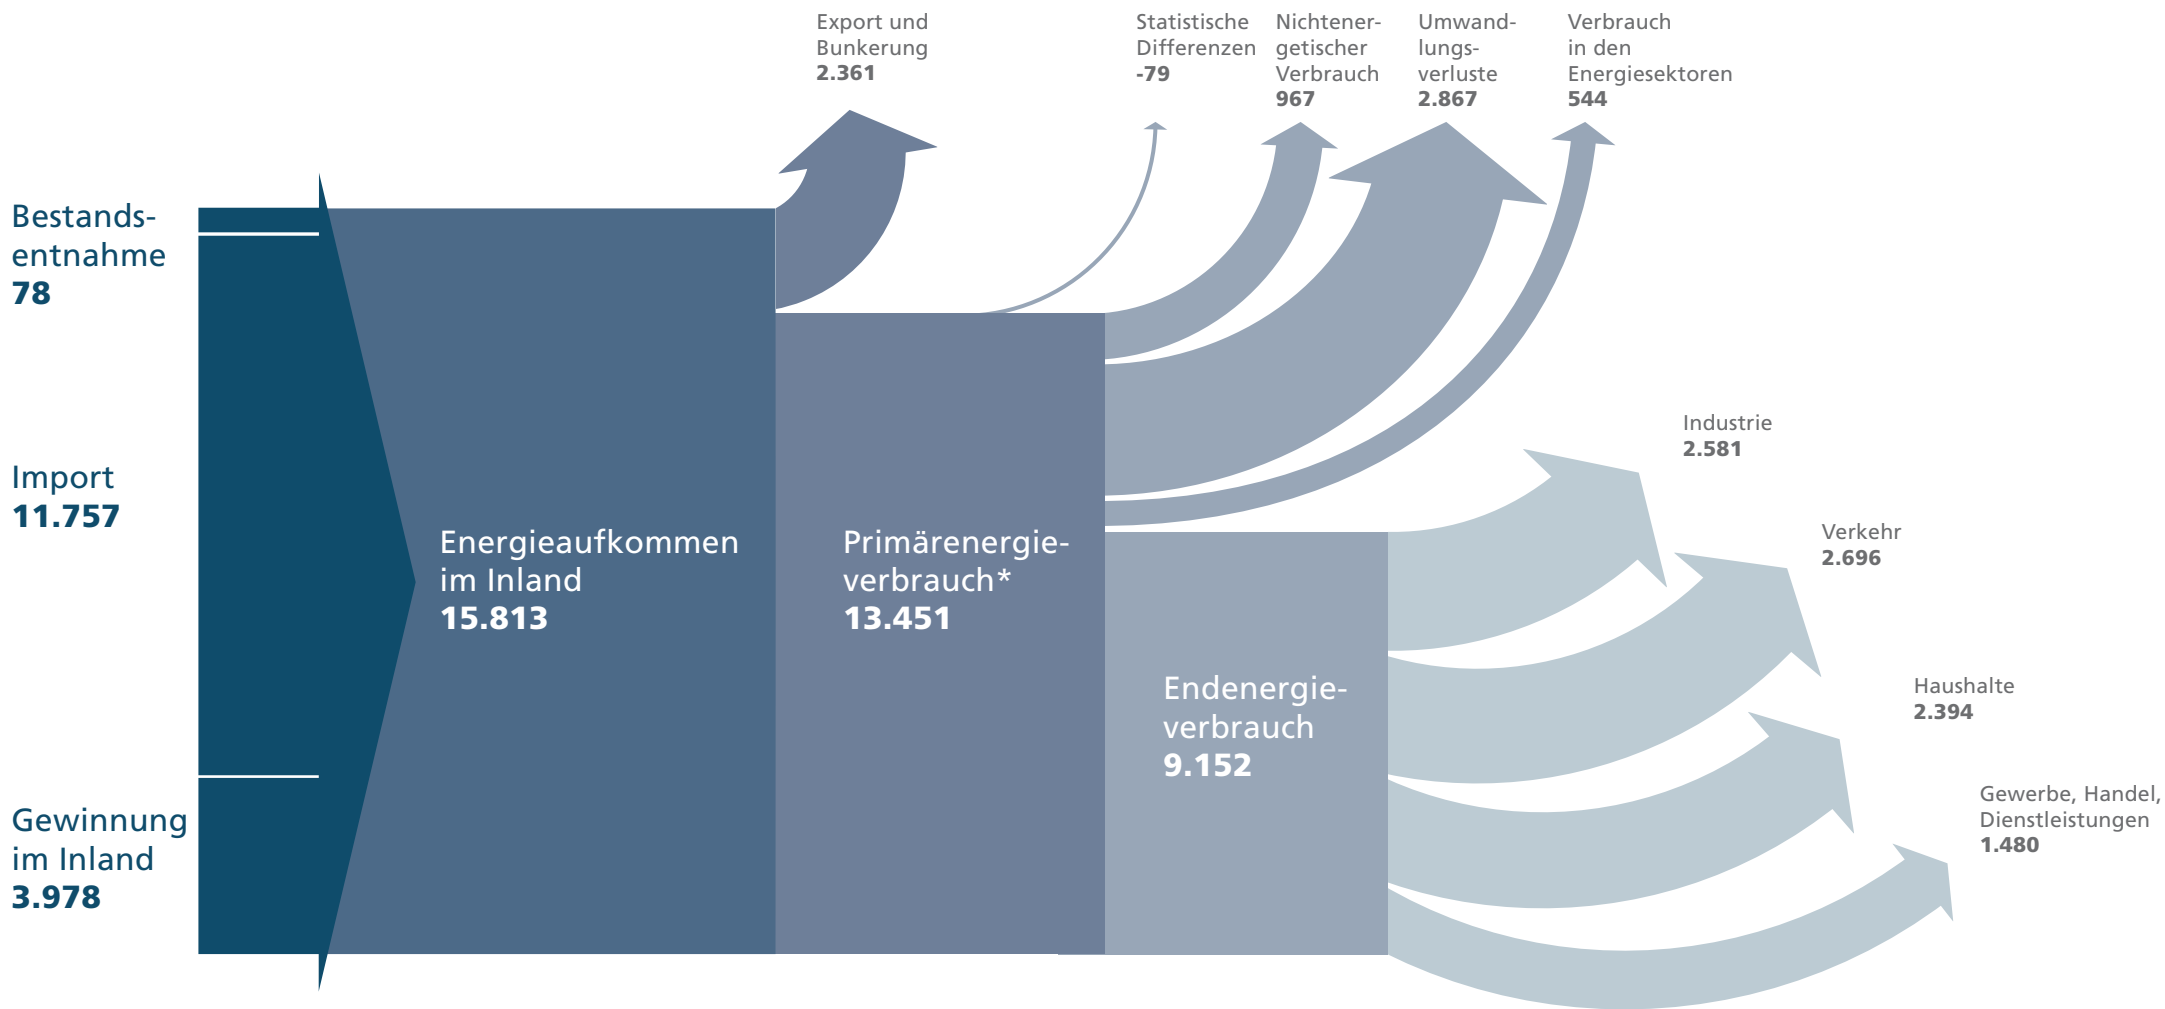 Export und
Bunkerung
2.361
Statistische
Differenzen
-79
Nichtener-
getischer
Verbrauch
967
Umwand-
lungs-
verluste
2.867
Verbrauch
in den
Energiesektoren
544
Bestands-
entnahme
78
Import
11.757
Gewinnung
im Inland
3.978
Energieaufkommen
im Inland
15.813
Primärenergie-
verbrauch*
13.451
Endenergie-
verbrauch
9.152
Industrie
2.581
Verkehr
2.696
Haushalte
2.394
Gewerbe, Handel,
Dienstleistungen
1.480